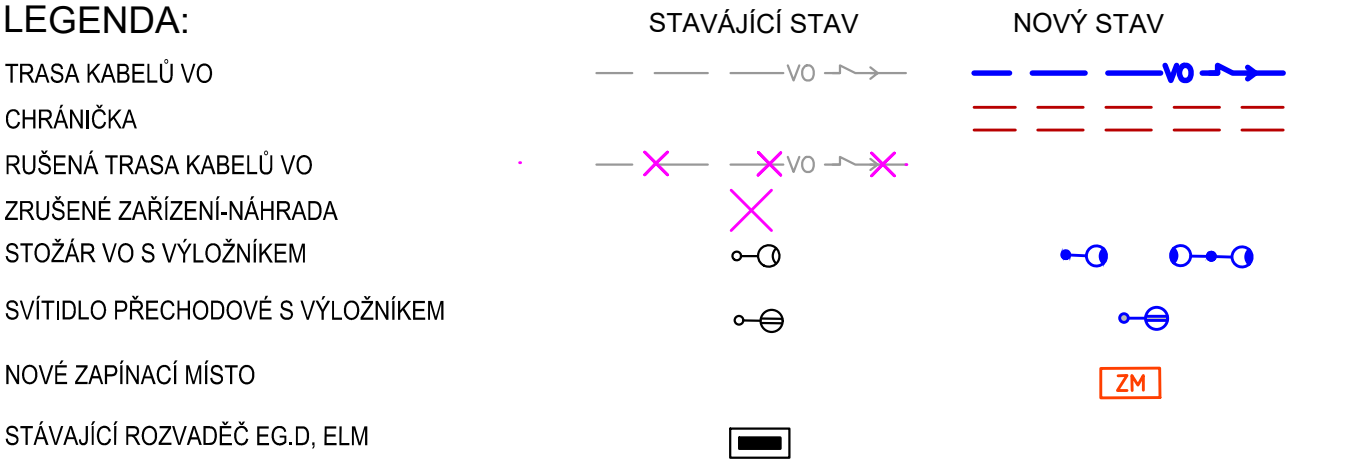 LEGENDA: STAVÁJÍCÍ STAV NOVÝ STAV
TRASA KABELŮ VO VO VO
CHRÁNIČKA
RUŠENÁ TRASA KABELŮ VO VO
ZRUŠENÉ ZAŘÍZENÍ-NÁHRADA
STOŽÁR VO S VÝLOŽNÍKEM
SVÍTIDLO PŘECHODOVÉ S VÝLOŽNÍKEM
NOVÉ ZAPÍNACÍ MÍSTO ZM
STÁVAJÍCÍ ROZVADĚČ EG.D, ELM